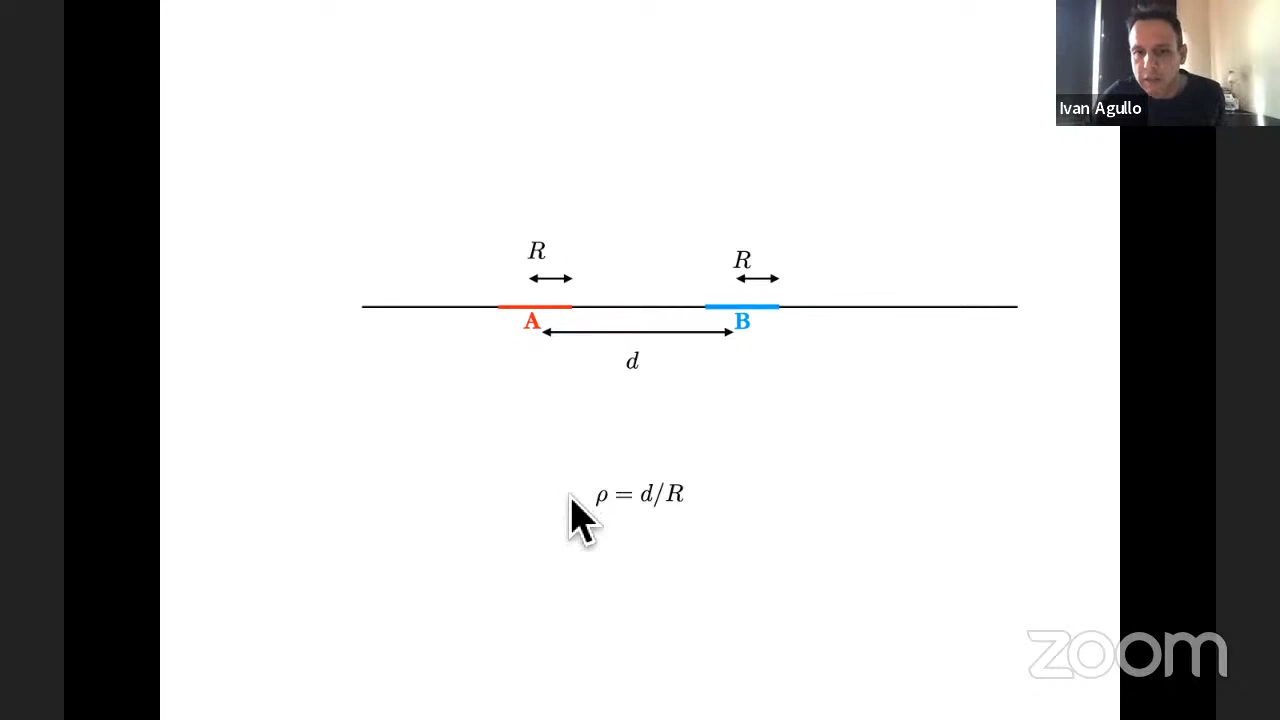 Ivan Agullo
R R
A B
d
ρ = d/R
zoom